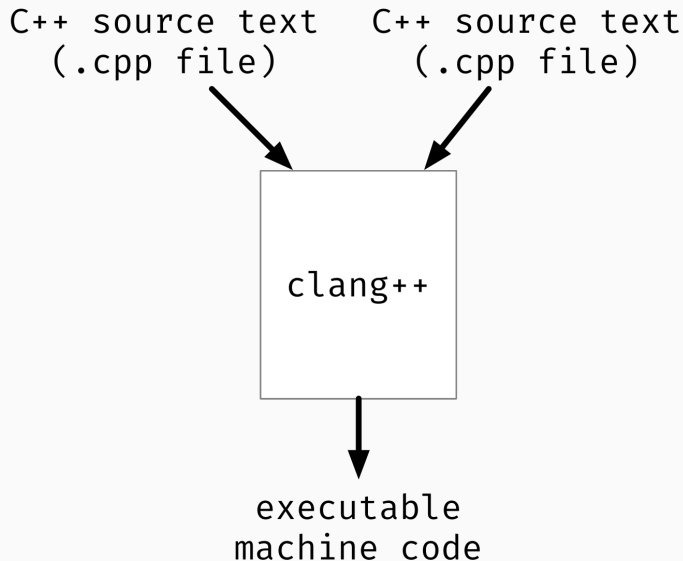 C++ source text
(.cpp file)
C++ source text
(.cpp file)
clang++
executable
machine code